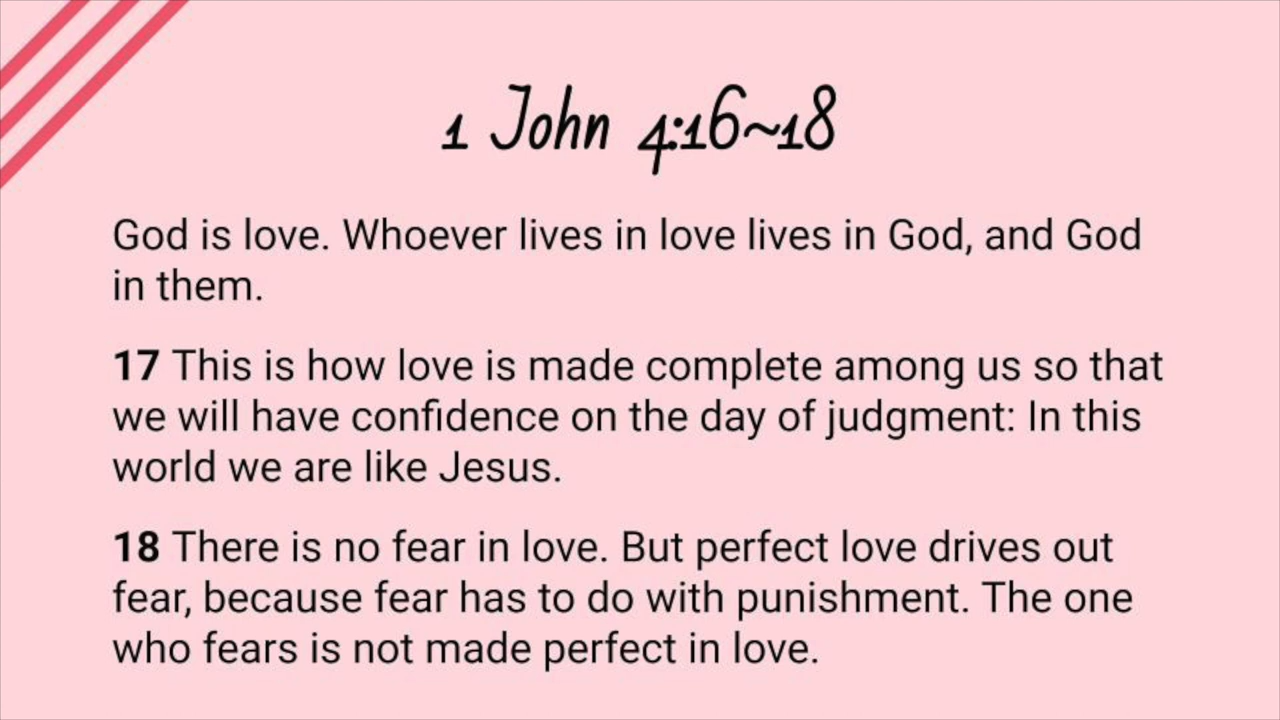 1 John 4:16~18
God is love. Whoever lives in love lives in God, and God
in them.
17 This is how love is made complete among us so that
we will have confidence on the day of judgment: In this
world we are like Jesus.
18 There is no fear in love. But perfect love drives out
fear, because fear has to do with punishment. The one
who fears is not made perfect in love.